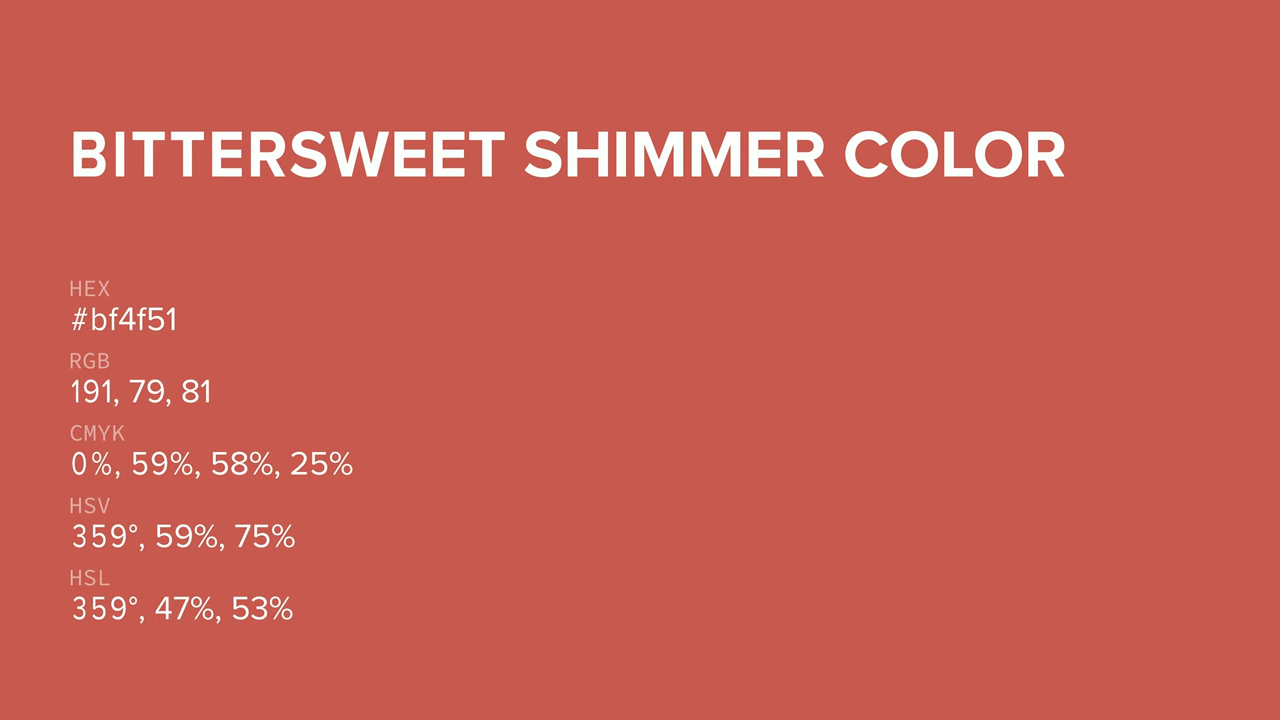 BITTERSWEET SHIMMER COLOR
HEX
#bf4f51
RGB
191, 79, 81
CMYK
0%, 59%, 58%, 25%
HSV
359°, 59%, 75%
HSL
359°, 47%, 53%